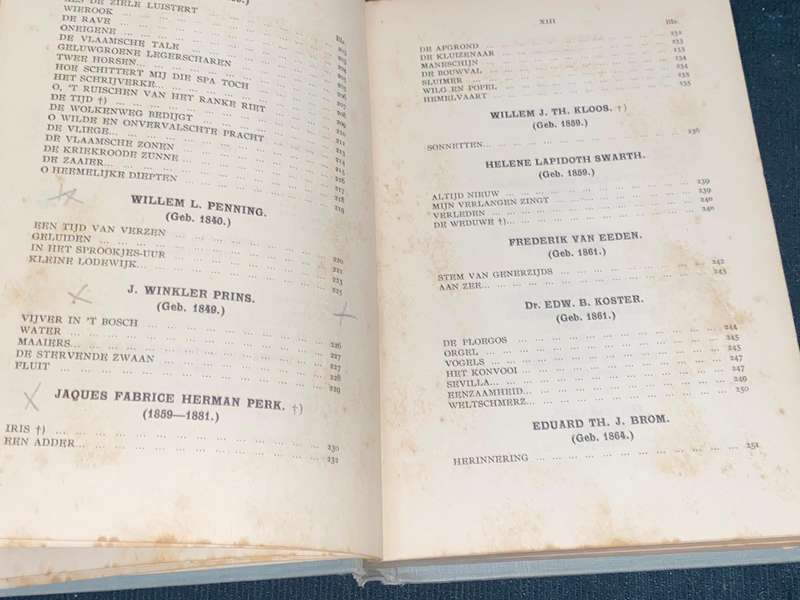 ALS DE ZIELE LUISTERT
WIEROOK
DE RAVE
ONEIGENE
DE VLAAMSCHE TALE
GELUWGROENE LEGERSCHAREN
TWEE HORSEN
HOE SCHITTERT MIJ DIE SPA TOCH
HET SCHRIJVERKE
O, 'T RUISCHEN VAN HET RANKE RIET
DE TIJD †)
DE WOLKENWEG BEDIJGT
O WILDE EN ONVERVALSCHTE PRACHT
DE VLIEGE
DE VLAAMSCHE ZONEN
DE KRIEKROODE ZUNNE
DE ZAAIER
O HEEMELIJKE DIEPTEN 219
WILLEM L. PENNING.
(Geb. 1840.)
EEN TIJD VAN VERZEN 220
GELUIDEN 221
IN HET SPROOKJES-UUR 223
KLEINE LODEWIJK 225
J. WINKLER PRINS.
(Geb. 1849.)
VIJVER IN 'T BOSCH 226
WATER 227
MAAIERS 227
DE STERVENDE ZWAAN 228
FLUIT 229
JAQUES FABRICE HERMAN PERK. †)
(1859—1881.)
IRIS †) 230
EEN ADDER 232
XIII
Blz.
DE AFGROND 232
DE KLUIZENAAR 233
MANESCHIJN 233
DE BOUWVAL 234
SLUIMER 234
WILG EN POPEL 235
HEMELVAART 235
WILLEM J. TH. KLOOS. †)
(Geb. 1859.)
SONNETTEN 236
HELENE LAPIDOTH SWARTH.
(Geb. 1859.)
ALTIJD NIEUW 239
MIJN VERLANGEN ZINGT 239
VERLEDEN 240
DE WEDUWE †) 240
FREDERIK VAN EEDEN.
(Geb. 1861.)
STEM VAN GENERZIJDS 242
AAN ZEE 243
Dr. EDW. B. KOSTER.
(Geb. 1861.)
DE PLOEGOS 244
ORGEL 245
VOGELS 245
HET KONVOOI 247
SEVILLA 247
EENZAAMHEID 249
WELTSCHMERZ 250
EDUARD TH. J. BROM.
(Geb. 1864.)
HERINNERING 251